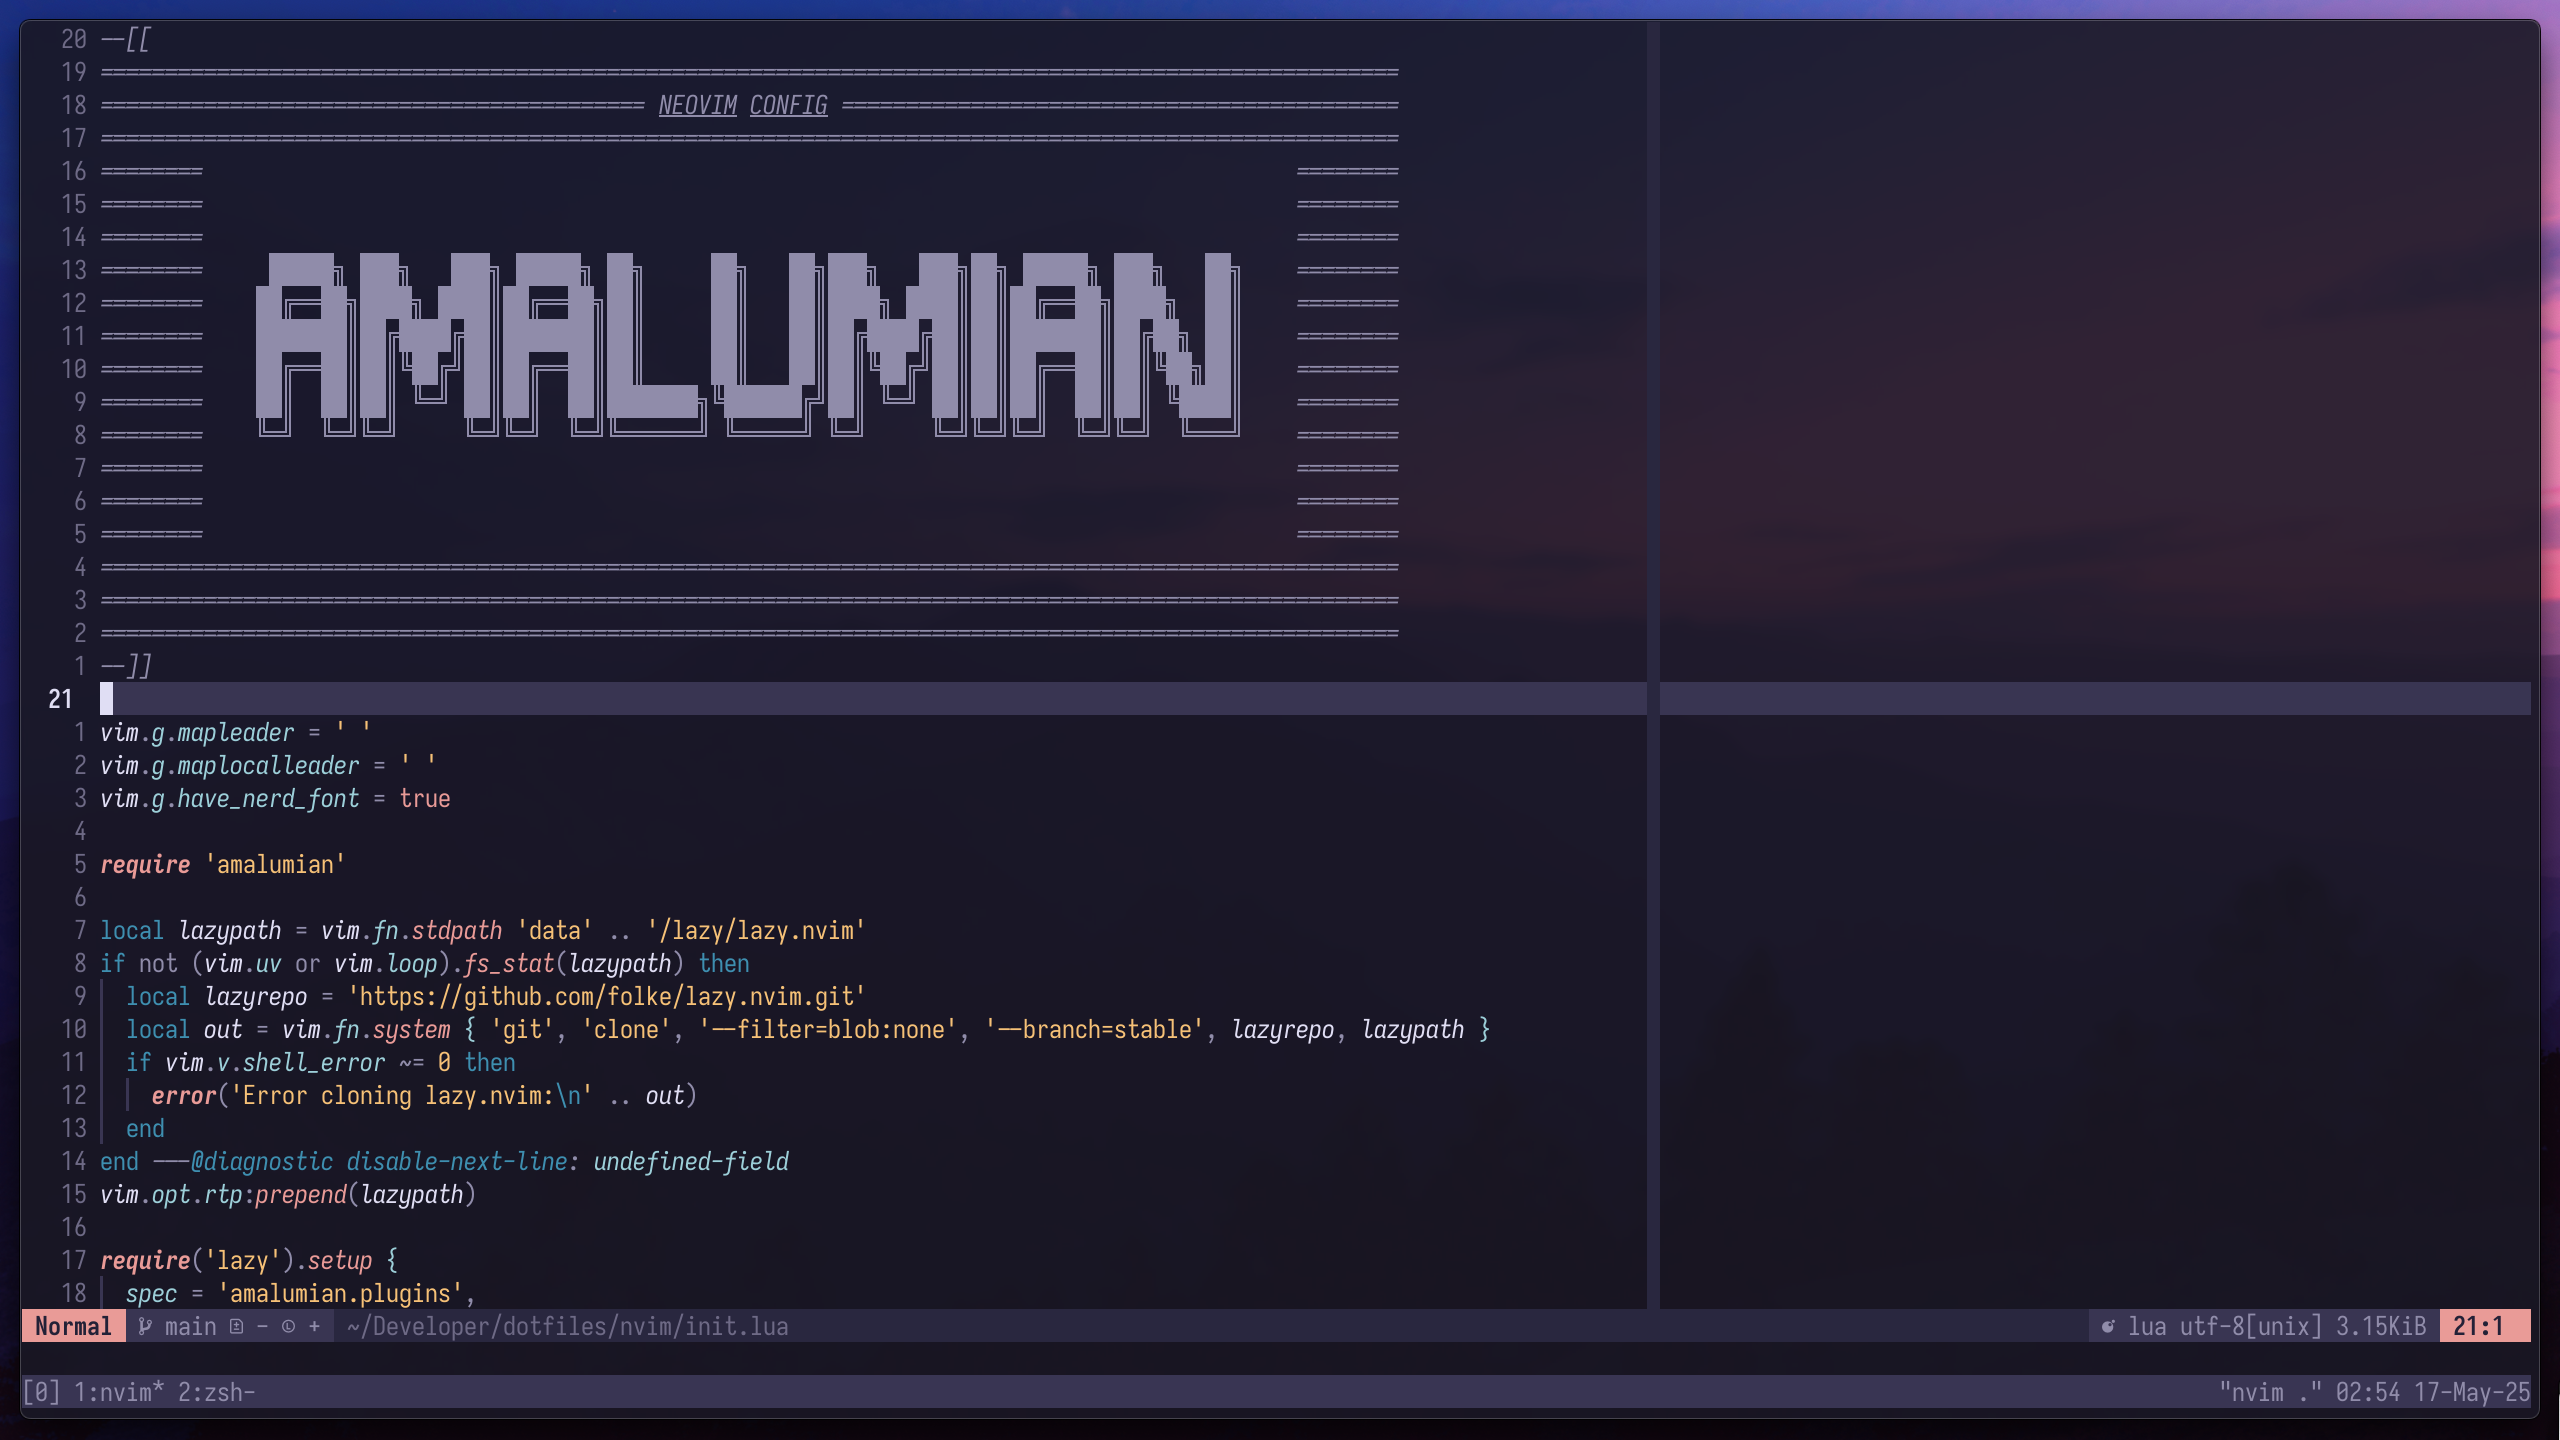 20 --[[
19 ====================================================================================================
18 ========================================== NEOVIM CONFIG ===========================================
17 ====================================================================================================
16 ======== ========
15 ======== ========
14 ======== ========
13 ======== ========
12 ======== ========
11 ======== AMALUMIAN ========
10 ======== ========
9 ======== ========
8 ======== ========
7 ======== ========
6 ======== ========
5 ======== ========
4 ====================================================================================================
3 ====================================================================================================
2 ====================================================================================================
1 --]]
21
1 vim.g.mapleader = ' '
2 vim.g.maplocalleader = ' '
3 vim.g.have_nerd_font = true
4
5 require 'amalumian'
6
7 local lazypath = vim.fn.stdpath 'data' .. '/lazy/lazy.nvim'
8 if not (vim.uv or vim.loop).fs_stat(lazypath) then
9 local lazyrepo = 'https://github.com/folke/lazy.nvim.git'
10 local out = vim.fn.system { 'git', 'clone', '--filter=blob:none', '--branch=stable', lazyrepo, lazypath }
11 if vim.v.shell_error ~= 0 then
12 error('Error cloning lazy.nvim:\n' .. out)
13 end
14 end ---@diagnostic disable-next-line: undefined-field
15 vim.opt.rtp:prepend(lazypath)
16
17 require('lazy').setup {
18 spec = 'amalumian.plugins',
Normal main - + ~/Developer/dotfiles/nvim/init.lua lua utf-8[unix] 3.15KiB 21:1
[0] 1:nvim* 2:zsh- "nvim ." 02:54 17-May-25